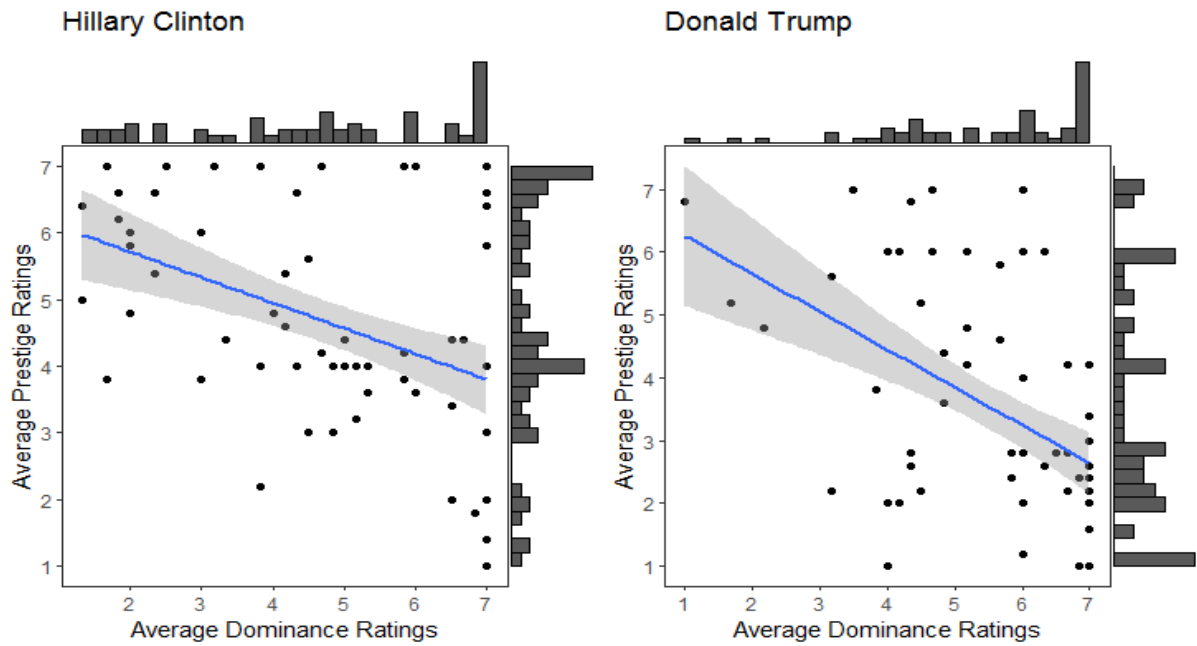 Hillary Clinton
Average Prestige Ratings
7
6
5
4
3
2
1
2 3 4 5 6 7
Average Dominance Ratings
Donald Trump
Average Prestige Ratings
7
6
5
4
3
2
1
1 2 3 4 5 6 7
Average Dominance Ratings